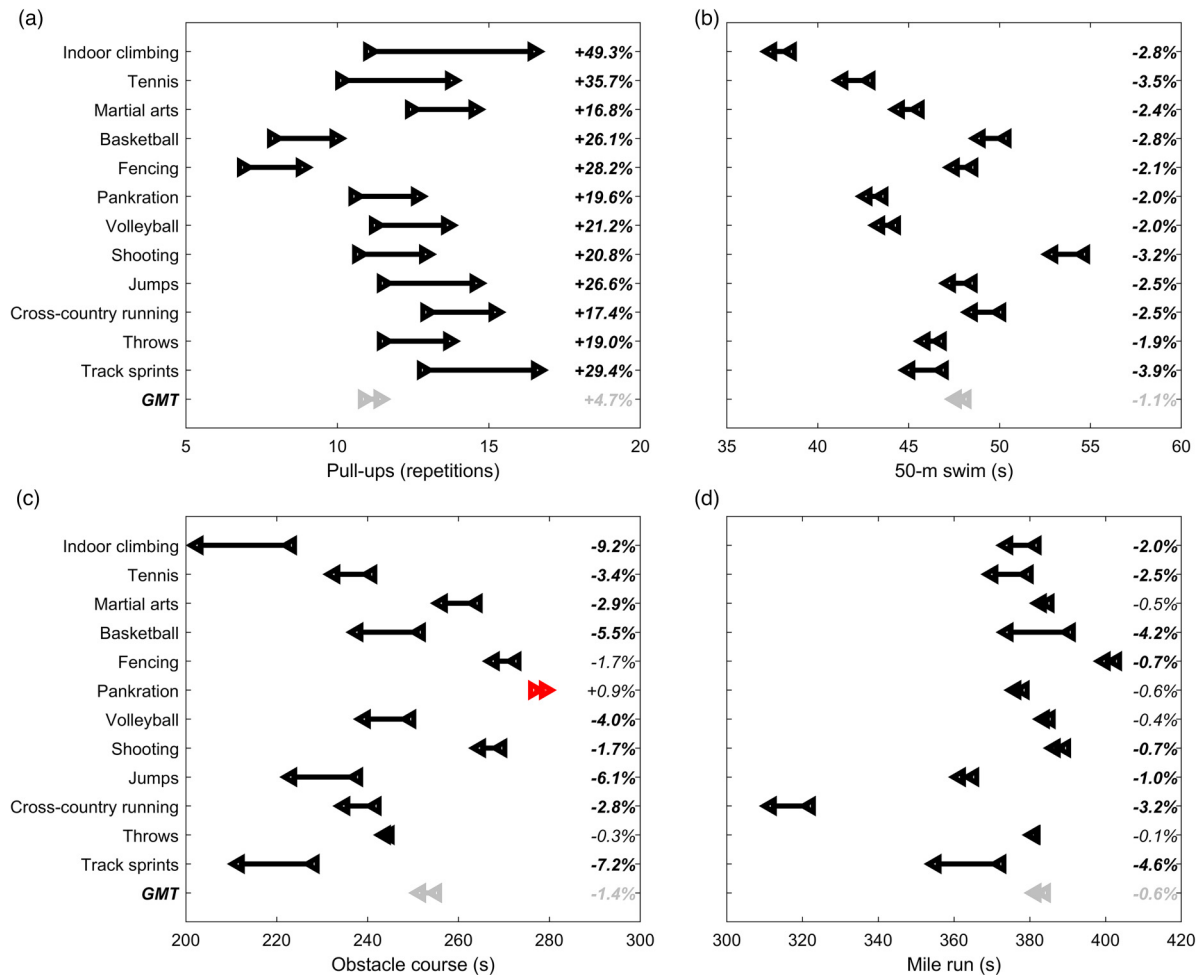 (a)
Indoor climbing +49.3%
Tennis +35.7%
Martial arts +16.8%
Basketball +26.1%
Fencing +28.2%
Pankration +19.6%
Volleyball +21.2%
Shooting +20.8%
Jumps +26.6%
Cross-country running +17.4%
Throws +19.0%
Track sprints +29.4%
GMT +4.7%
5 10 15 20
Pull-ups (repetitions)
(b)
-2.8%
-3.5%
-2.4%
-2.8%
-2.1%
-2.0%
-2.0%
-3.2%
-2.5%
-2.5%
-1.9%
-3.9%
-1.1%
35 40 45 50 55 60
50-m swim (s)
(c)
Indoor climbing -9.2%
Tennis -3.4%
Martial arts -2.9%
Basketball -5.5%
Fencing -1.7%
Pankration +0.9%
Volleyball -4.0%
Shooting -1.7%
Jumps -6.1%
Cross-country running -2.8%
Throws -0.3%
Track sprints -7.2%
GMT -1.4%
200 220 240 260 280 300
Obstacle course (s)
(d)
-2.0%
-2.5%
-0.5%
-4.2%
-0.7%
-0.6%
-0.4%
-0.7%
-1.0%
-3.2%
-0.1%
-4.6%
-0.6%
300 320 340 360 380 400 420
Mile run (s)